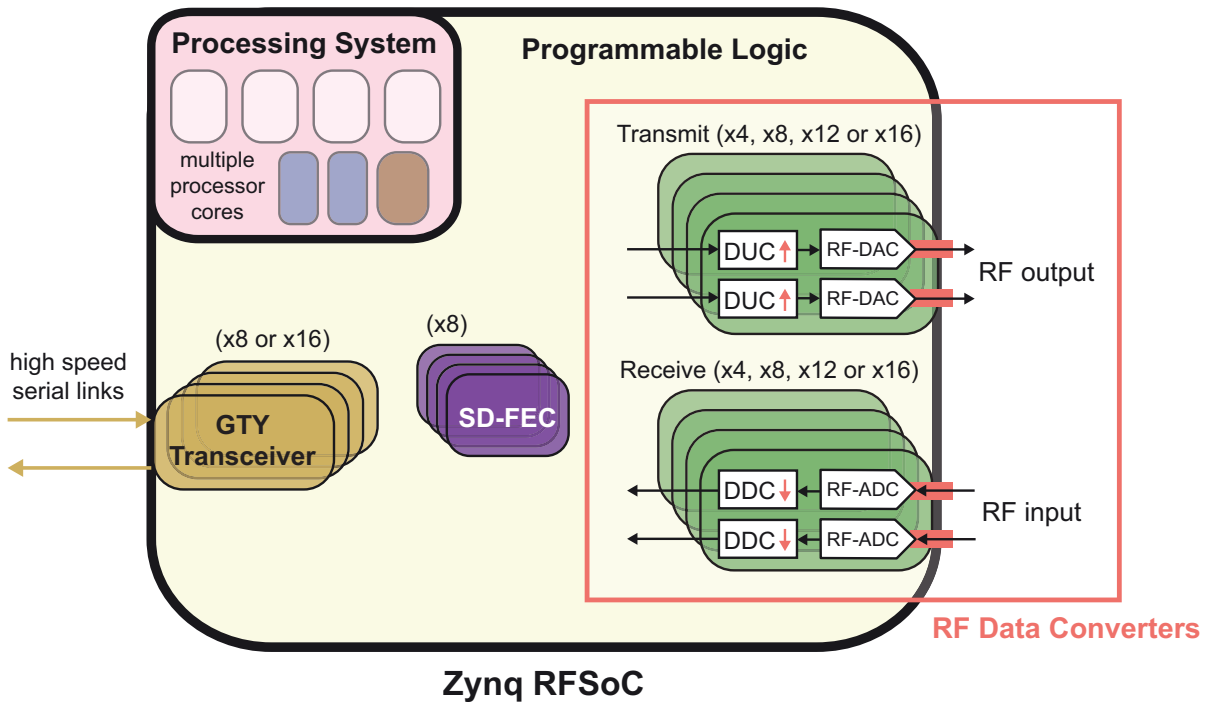 Processing System
multiple
processor
cores
Programmable Logic
Transmit (x4, x8, x12 or x16)
DUC
RF-DAC
DUC
RF-DAC
RF output
(x8 or x16)
(x8)
high speed
serial links
GTY
Transceiver
SD-FEC
Receive (x4, x8, x12 or x16)
DDC
RF-ADC
DDC
RF-ADC
RF input
RF Data Converters
Zynq RFSoC